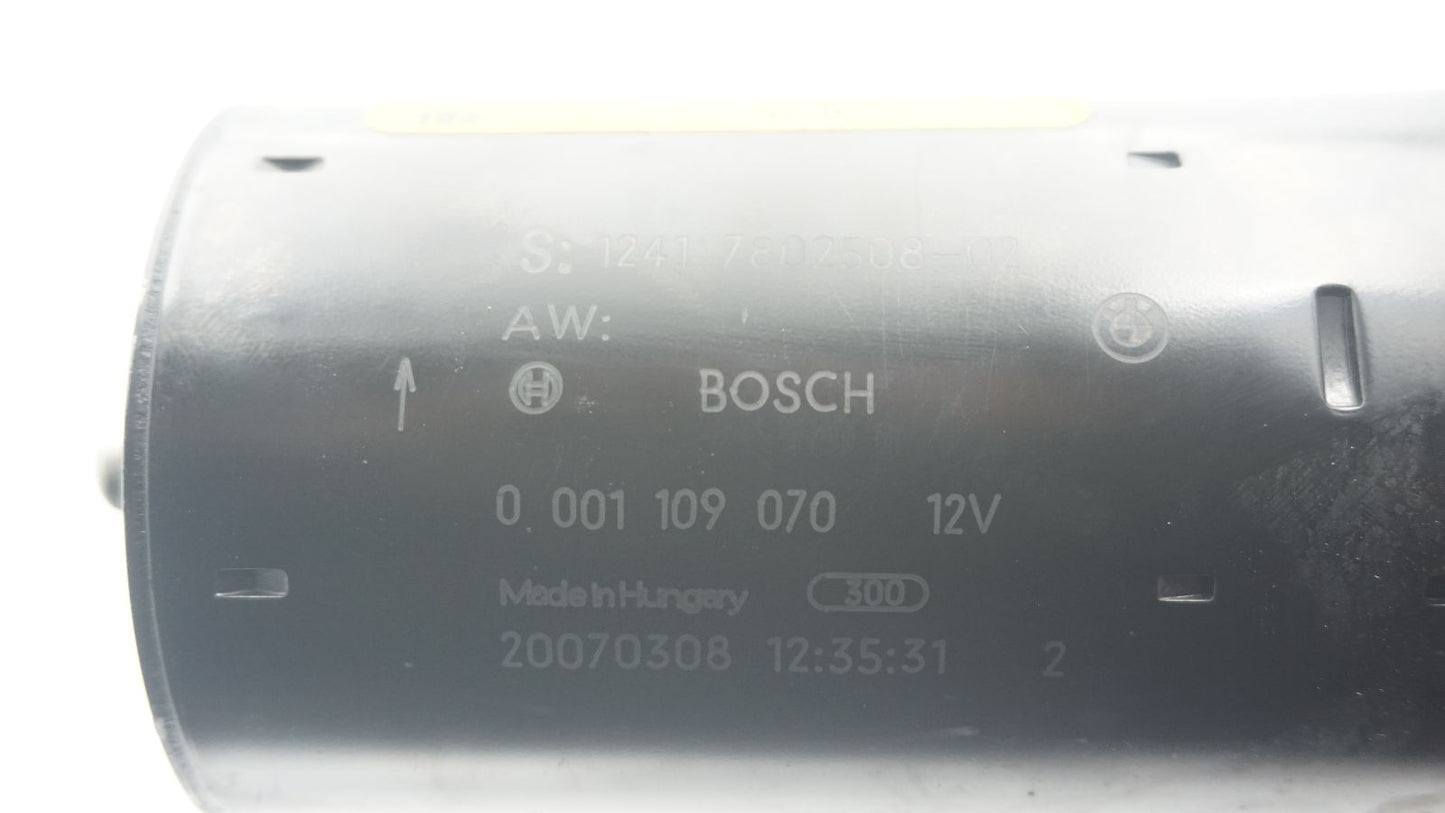 S: 1241 7802508-02
AW:
BOSCH
0 001 109 070 12V
Made in Hungary 300
20070308 12:35:31 2